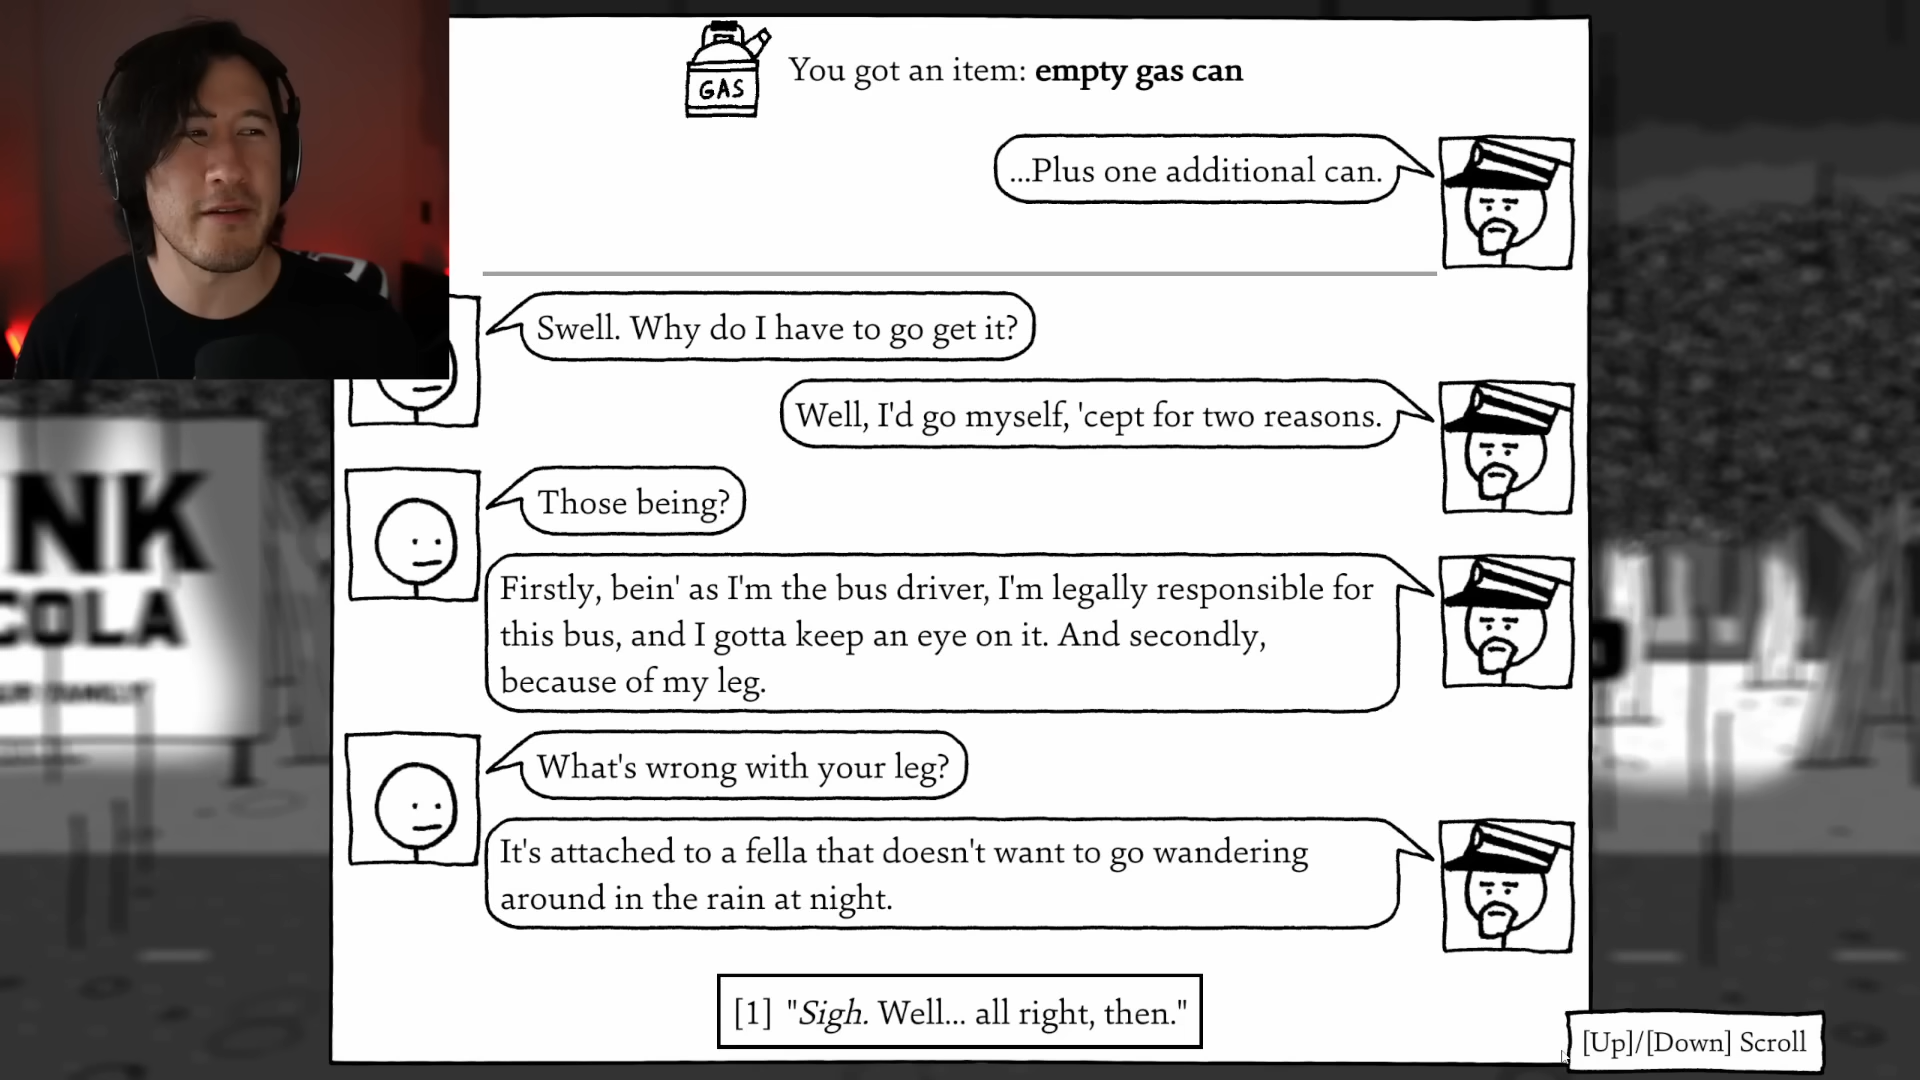 GAS
You got an item: empty gas can
...Plus one additional can.
Swell. Why do I have to go get it?
Well, I'd go myself, 'cept for two reasons.
Those being?
Firstly, bein' as I'm the bus driver, I'm legally responsible for
this bus, and I gotta keep an eye on it. And secondly,
because of my leg.
What's wrong with your leg?
It's attached to a fella that doesn't want to go wandering
around in the rain at night.
[1] "Sigh. Well... all right, then."
[Up]/[Down] Scroll
NK
COLA